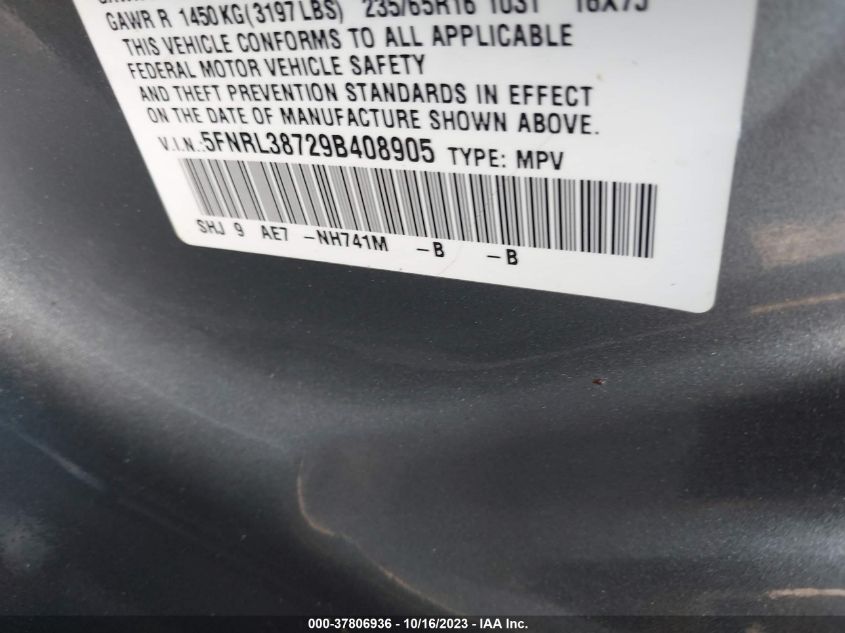 GAWR R 1450KG(3197LBS) 235/65R16 103T 16X7J
THIS VEHICLE CONFORMS TO ALL APPLICABLE
FEDERAL MOTOR VEHICLE SAFETY
AND THEFT PREVENTION STANDARDS IN EFFECT
ON THE DATE OF MANUFACTURE SHOWN ABOVE.
V.I.N.:5FNRL38729B408905 TYPE: MPV
SHJ 9 AE7 -NH741M -B -B
000-37806936 - 10/16/2023 - IAA Inc.